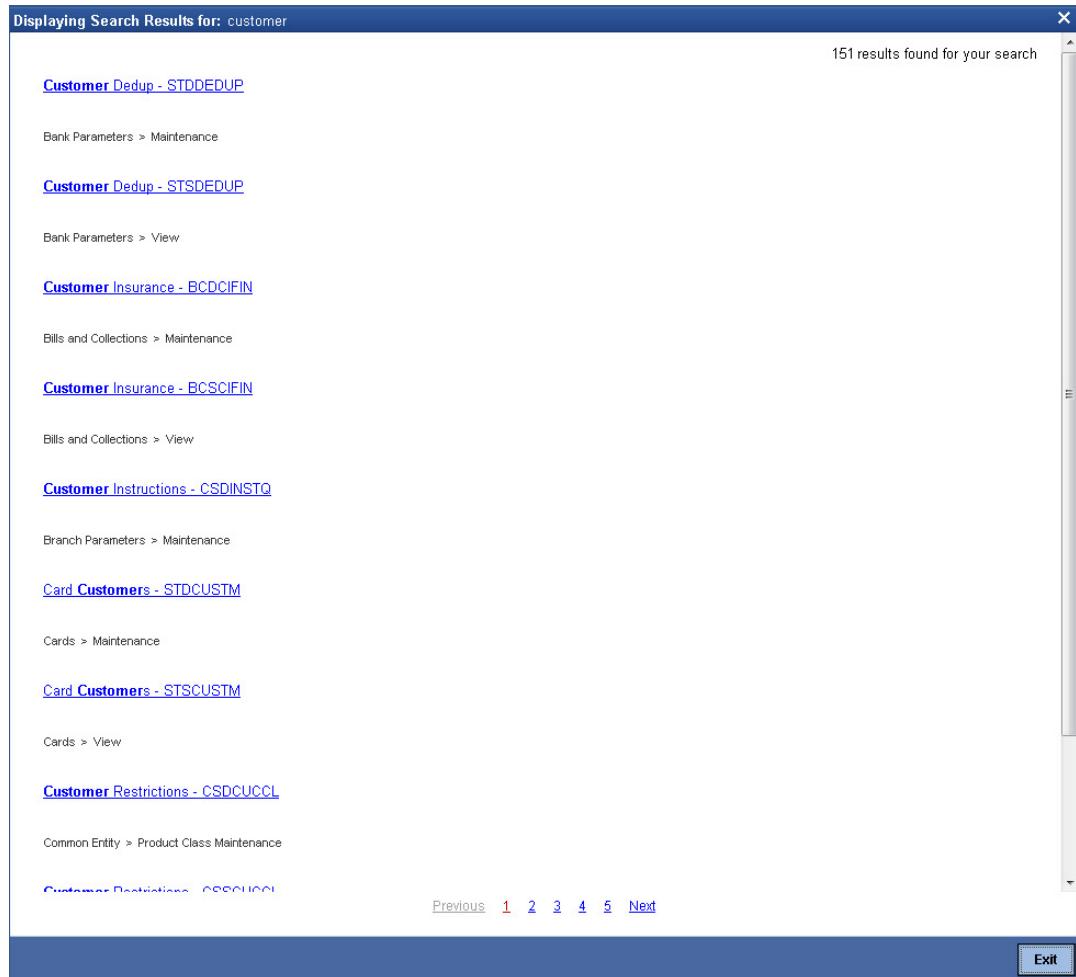 Displaying Search Results for: customer
151 results found for your search
Customer Dedup - STDDEDUP
Bank Parameters > Maintenance
Customer Dedup - STSDEDUP
Bank Parameters > View
Customer Insurance - BCDCIFIN
Bills and Collections > Maintenance
Customer Insurance - BCSCIFIN
Bills and Collections > View
Customer Instructions - CSDINSTQ
Branch Parameters > Maintenance
Card Customers - STDCUSTM
Cards > Maintenance
Card Customers - STSCUSTM
Cards > View
Customer Restrictions - CSDCUCCL
Common Entity > Product Class Maintenance
Customer Restrictions - CSSCUCCL
Previous 1 2 3 4 5 Next
Exit